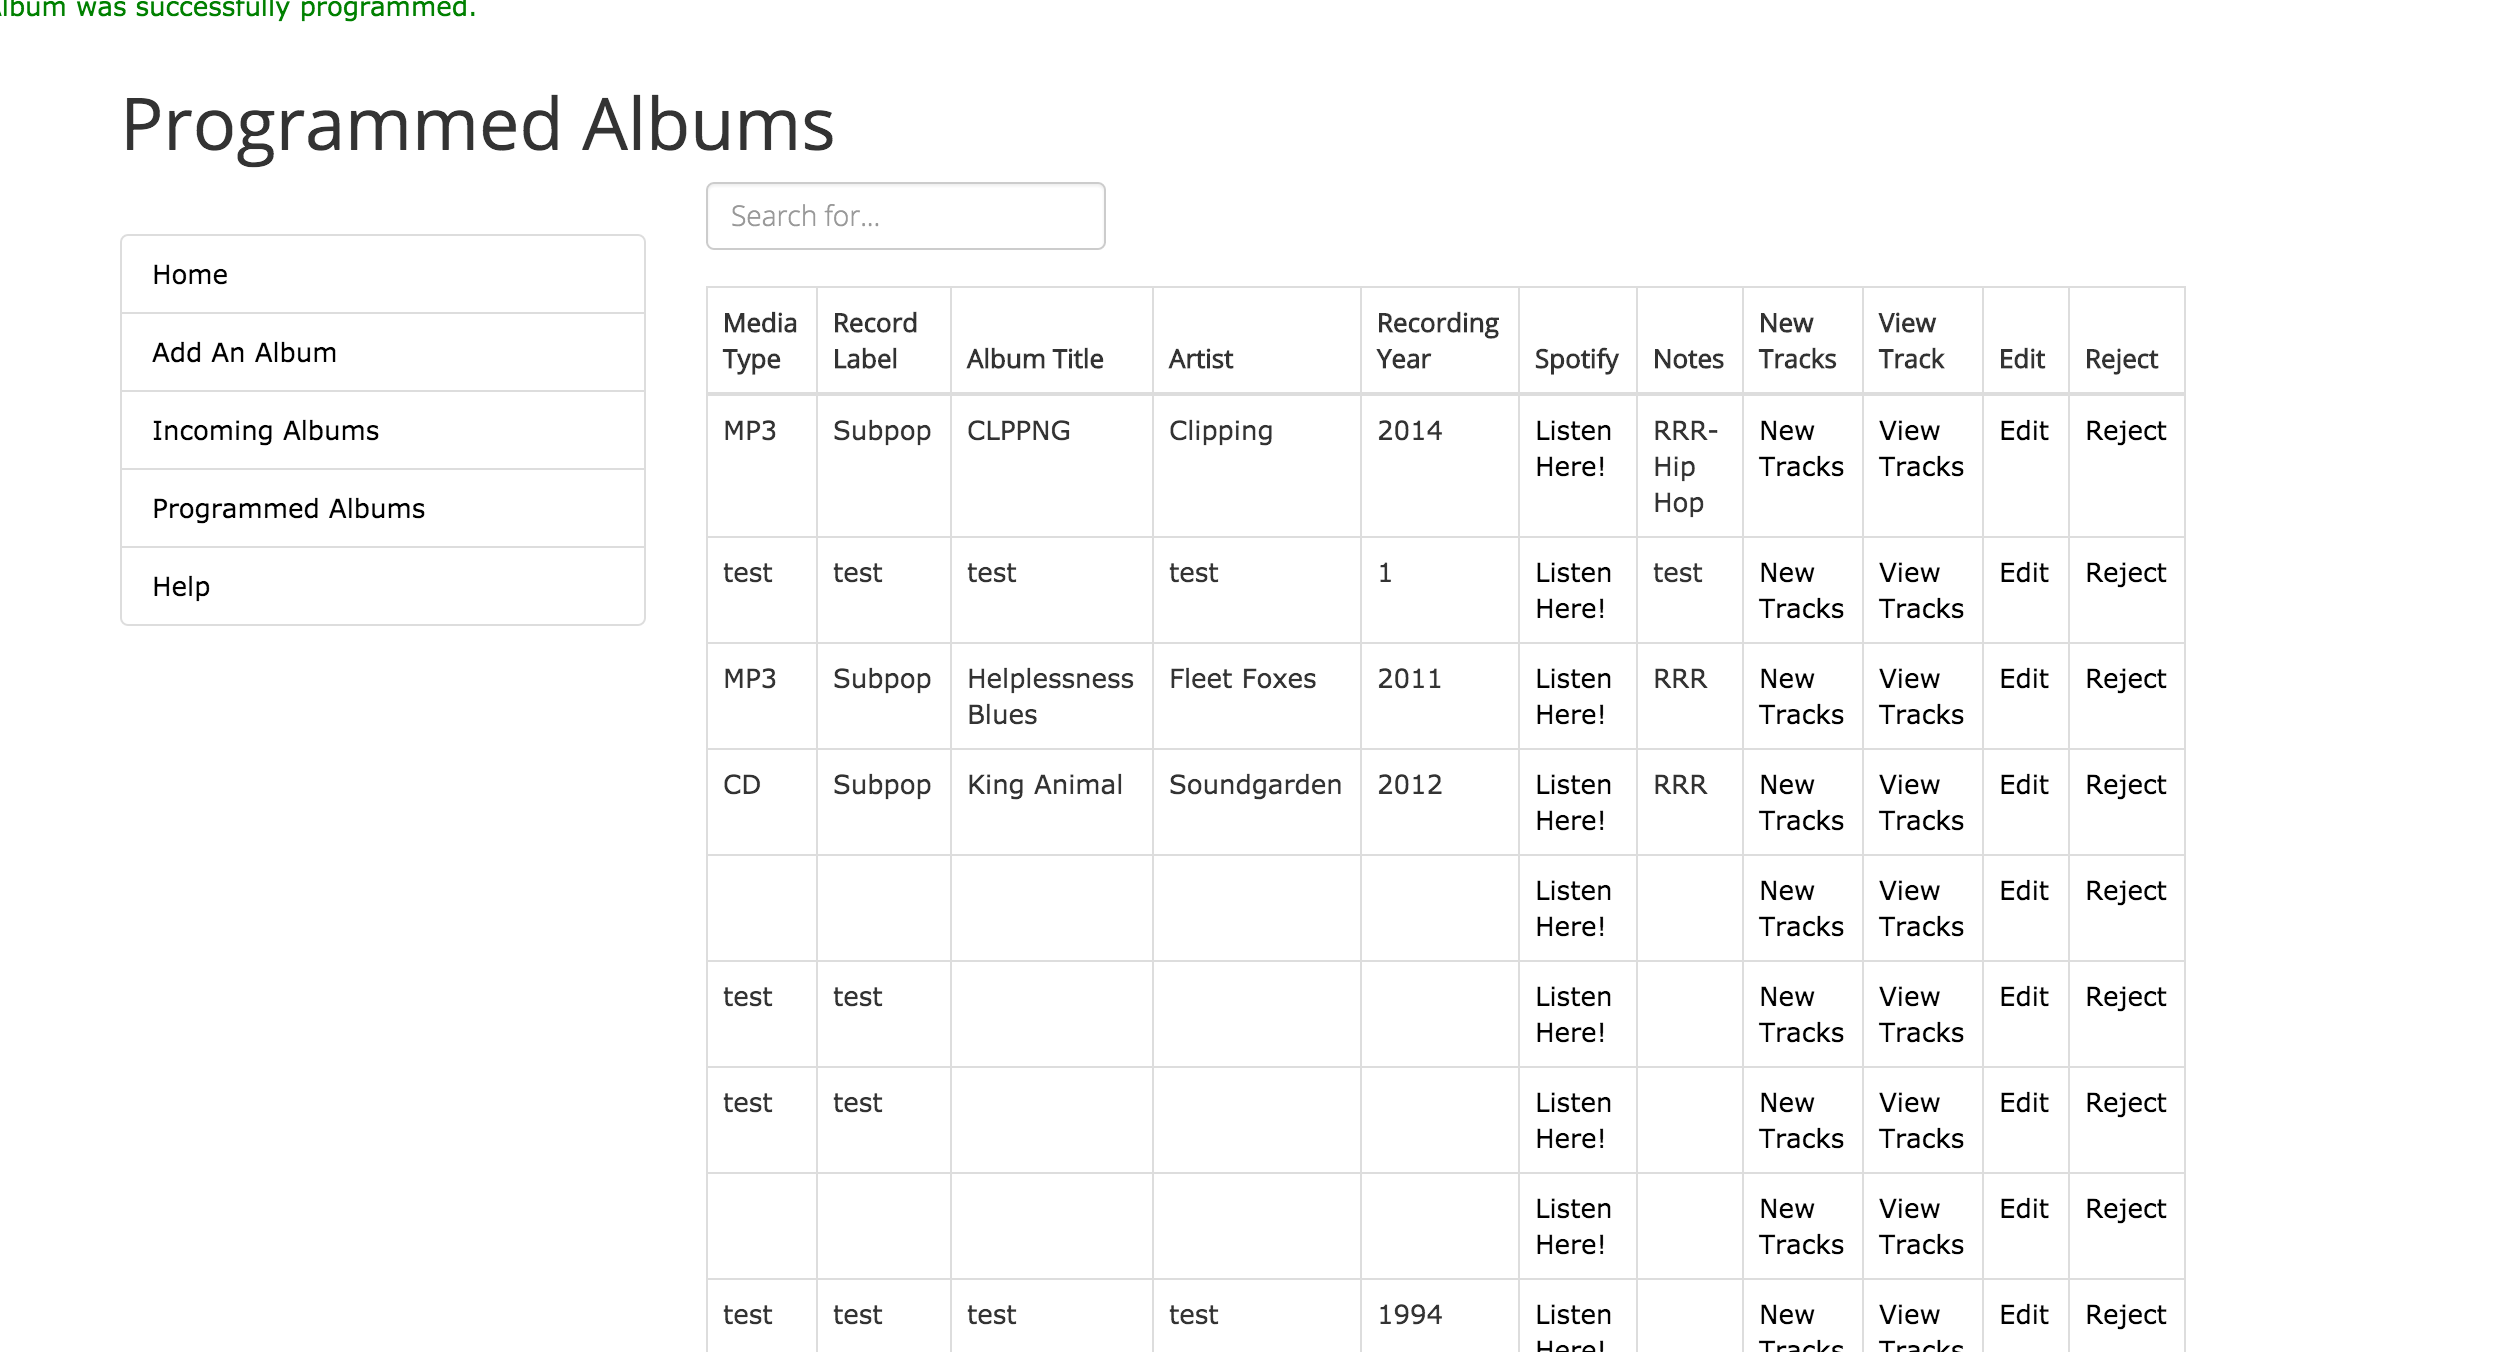 lbum was successfully programmed.
Programmed Albums
Search for...
Home
Add An Album
Incoming Albums
Programmed Albums
Help
Media Type Record Label Album Title Artist Recording Year Spotify Notes New Tracks View Track Edit Reject
MP3 Subpop CLPPNG Clipping 2014 Listen Here! RRR-Hip Hop New Tracks View Tracks Edit Reject
test test test test 1 Listen Here! test New Tracks View Tracks Edit Reject
MP3 Subpop Helplessness Blues Fleet Foxes 2011 Listen Here! RRR New Tracks View Tracks Edit Reject
CD Subpop King Animal Soundgarden 2012 Listen Here! RRR New Tracks View Tracks Edit Reject
Listen Here! New Tracks View Tracks Edit Reject
test test Listen Here! New Tracks View Tracks Edit Reject
test test Listen Here! New Tracks View Tracks Edit Reject
Listen Here! New Tracks View Tracks Edit Reject
test test test test 1994 Listen Here! New Tracks View Tracks Edit Reject